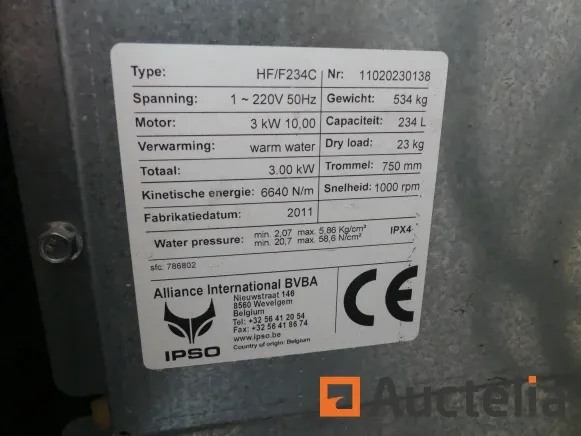 Type: HF/F234C Nr: 11020230138
Spanning: 1 ~ 220V 50Hz Gewicht: 534 kg
Motor: 3 kW 10,00 Capaciteit: 234 L
Verwarming: warm water Dry load: 23 kg
Totaal: 3.00 kW Trommel: 750 mm
Kinetische energie: 6640 N/m Snelheid: 1000 rpm
Fabrikatiedatum: 2011
Water pressure: min. 2,07 max. 5,86 Kg/cm² IPX4
min. 20,7 max. 58,6 N/cm²
sfc: 786802
Alliance International BVBA
Nieuwstraat 146
8560 Wevelgem
Belgium
Tel: +32 56 41 20 54
Fax: +32 56 41 86 74
www.ipso.be
Country of origin: Belgium
IPSO
CE
Auctelia